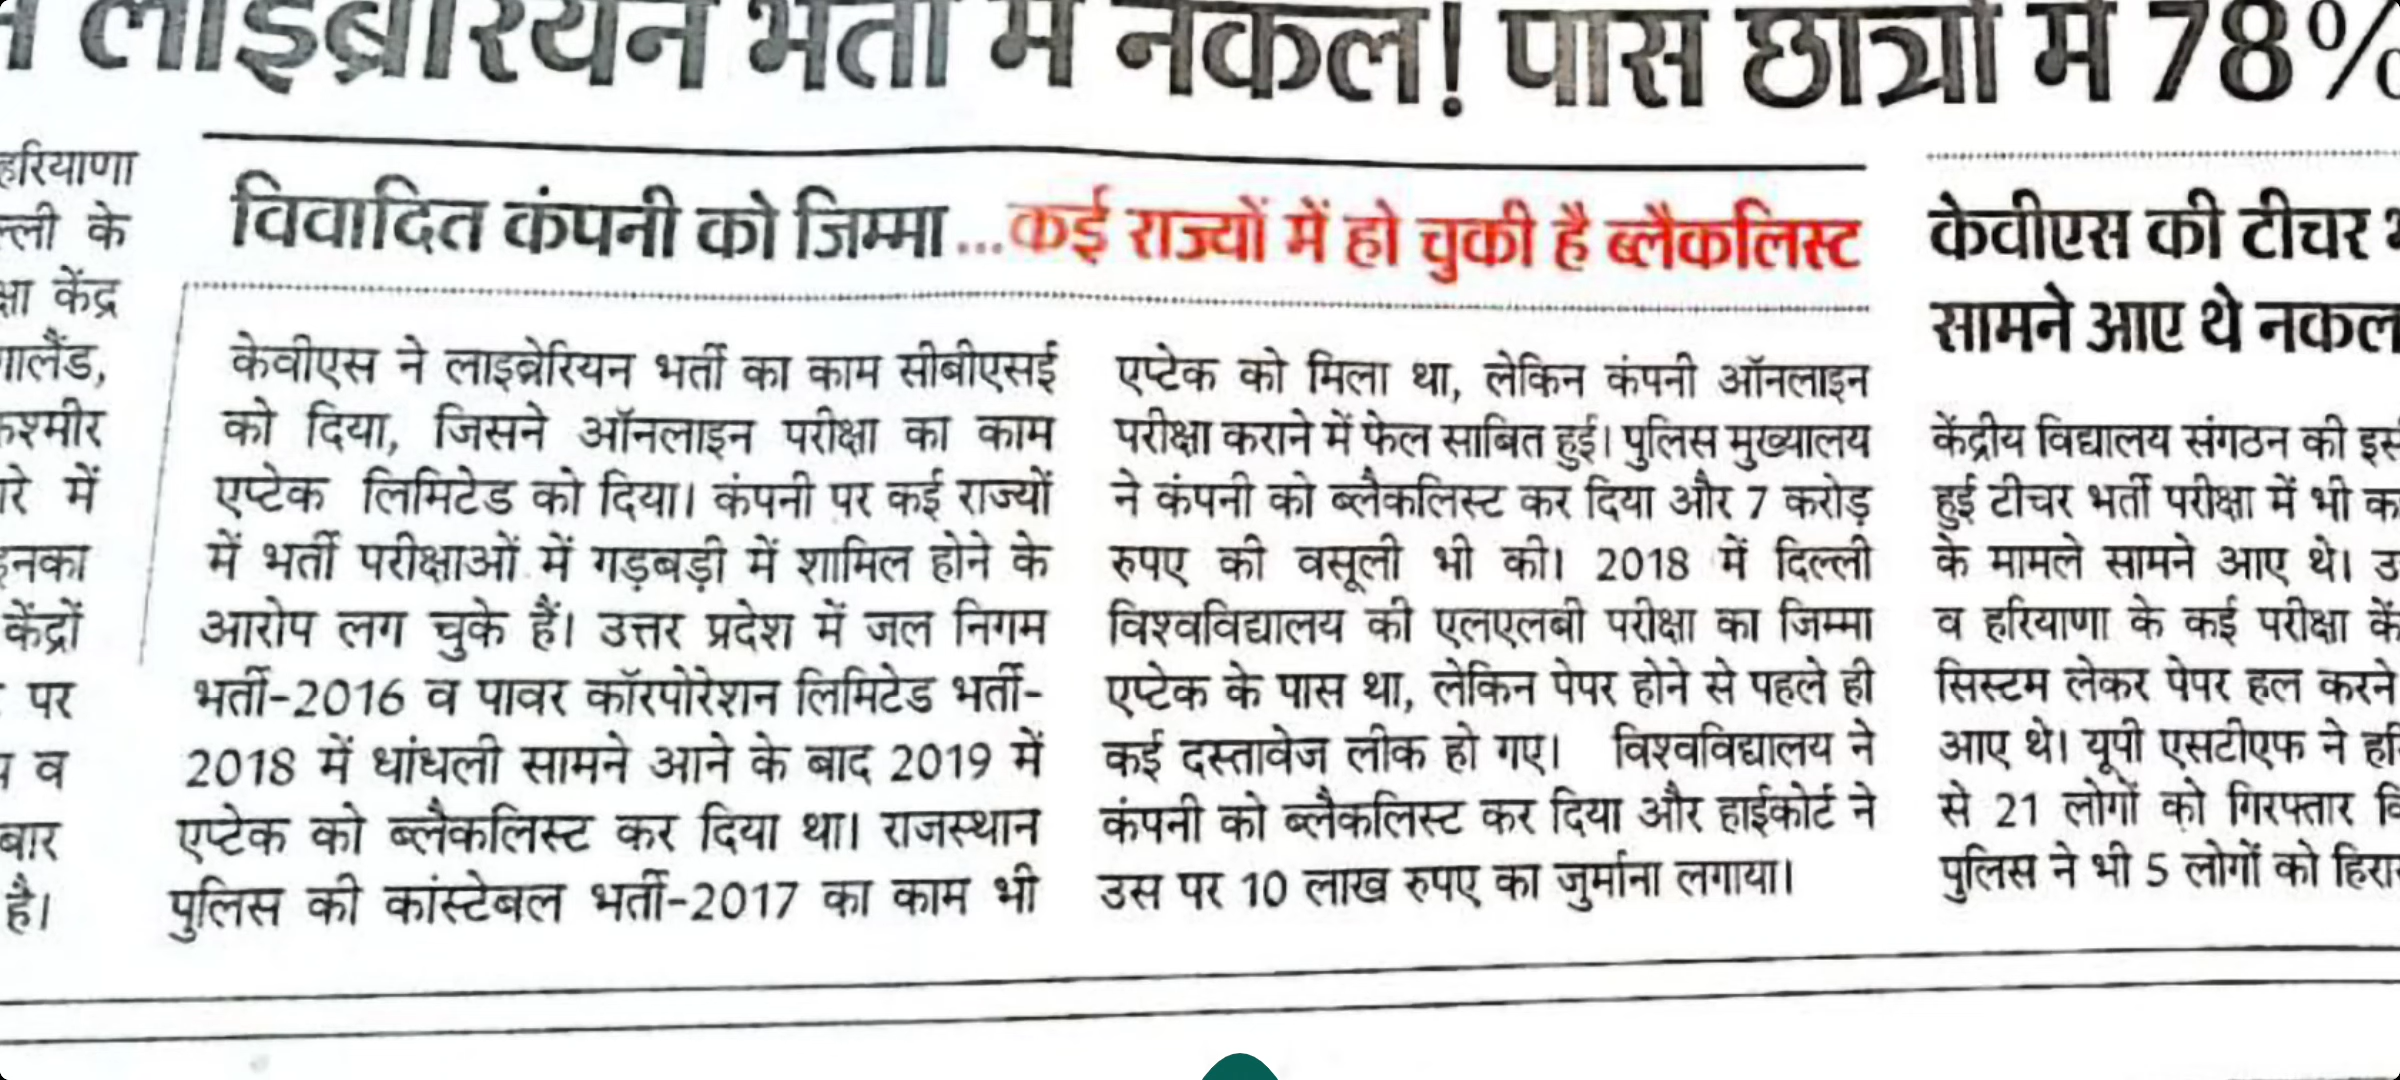 लाइब्रेरियन भर्ती में नकल! पास छात्रों में 78%
हरियाणा
के
केंद्र
में
केंद्रों
पर
व
बार
है।
विवादित कंपनी को जिम्मा...कई राज्यों में हो चुकी है ब्लैकलिस्ट
केवीएस ने लाइब्रेरियन भर्ती का काम सीबीएसई
को दिया, जिसने ऑनलाइन परीक्षा का काम
एप्टेक लिमिटेड को दिया। कंपनी पर कई राज्यों
में भर्ती परीक्षाओं में गड़बड़ी में शामिल होने के
आरोप लग चुके हैं। उत्तर प्रदेश में जल निगम
भर्ती-2016 व पावर कॉरपोरेशन लिमिटेड भर्ती-
2018 में धांधली सामने आने के बाद 2019 में
एप्टेक को ब्लैकलिस्ट कर दिया था। राजस्थान
पुलिस की कांस्टेबल भर्ती-2017 का काम भी
एप्टेक को मिला था, लेकिन कंपनी ऑनलाइन
परीक्षा कराने में फेल साबित हुई। पुलिस मुख्यालय
ने कंपनी को ब्लैकलिस्ट कर दिया और 7 करोड़
रुपए की वसूली भी की। 2018 में दिल्ली
विश्वविद्यालय की एलएलबी परीक्षा का जिम्मा
एप्टेक के पास था, लेकिन पेपर होने से पहले ही
कई दस्तावेज लीक हो गए। विश्वविद्यालय ने
कंपनी को ब्लैकलिस्ट कर दिया और हाईकोर्ट ने
उस पर 10 लाख रुपए का जुर्माना लगाया।
केवीएस की टीचर
सामने आए थे नकल
केंद्रीय विद्यालय संगठन की
हुई टीचर भर्ती परीक्षा में भी
के मामले सामने आए थे।
व हरियाणा के कई परीक्षा
सिस्टम लेकर पेपर हल करने
आए थे। यूपी एसटीएफ ने
से 21 लोगों को गिरफ्तार
पुलिस ने भी 5 लोगों को